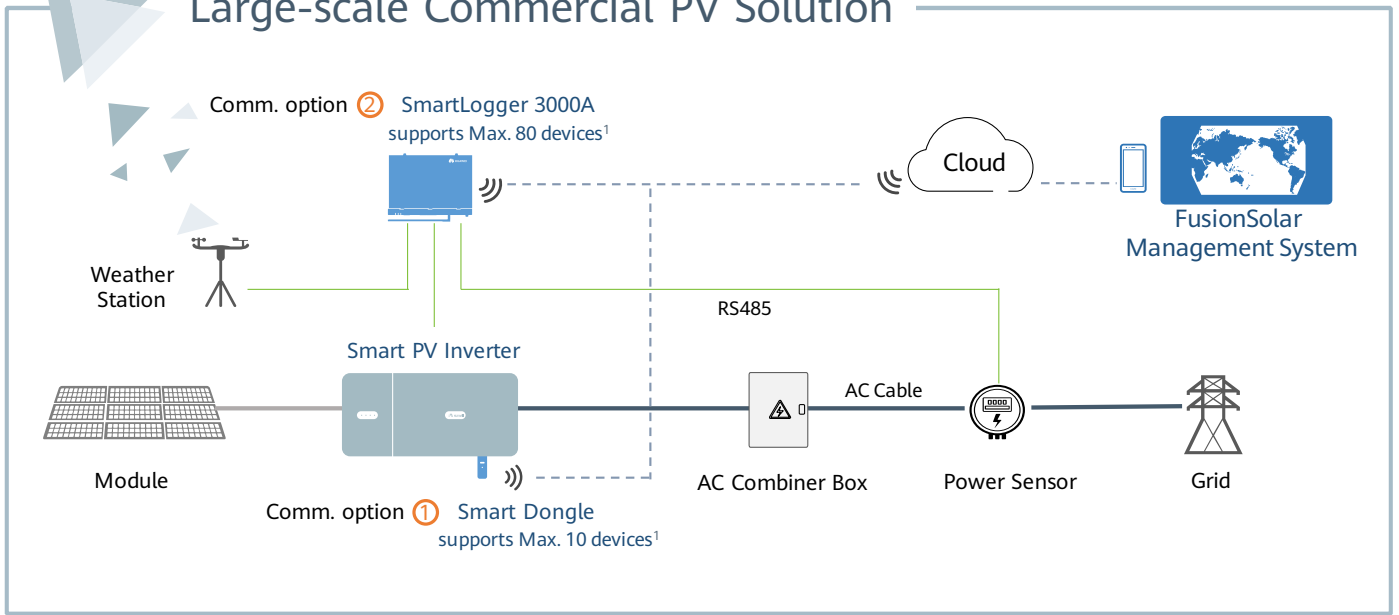 Large-scale Commercial PV Solution
Comm. option 2 SmartLogger 3000A
supports Max. 80 devices¹
Cloud
FusionSolar
Management System
Weather
Station
RS485
Smart PV Inverter
AC Cable
Module
AC Combiner Box
Power Sensor
Grid
Comm. option 1 Smart Dongle
supports Max. 10 devices¹